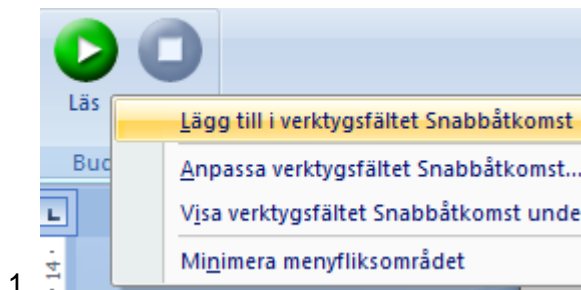 Läs
Lägg till i verktygsfältet Snabbåtkomst
Buc
Anpassa verktygsfältet Snabbåtkomst...
Visa verktygsfältet Snabbåtkomst unde
Minimera menyfliksområdet
14
1